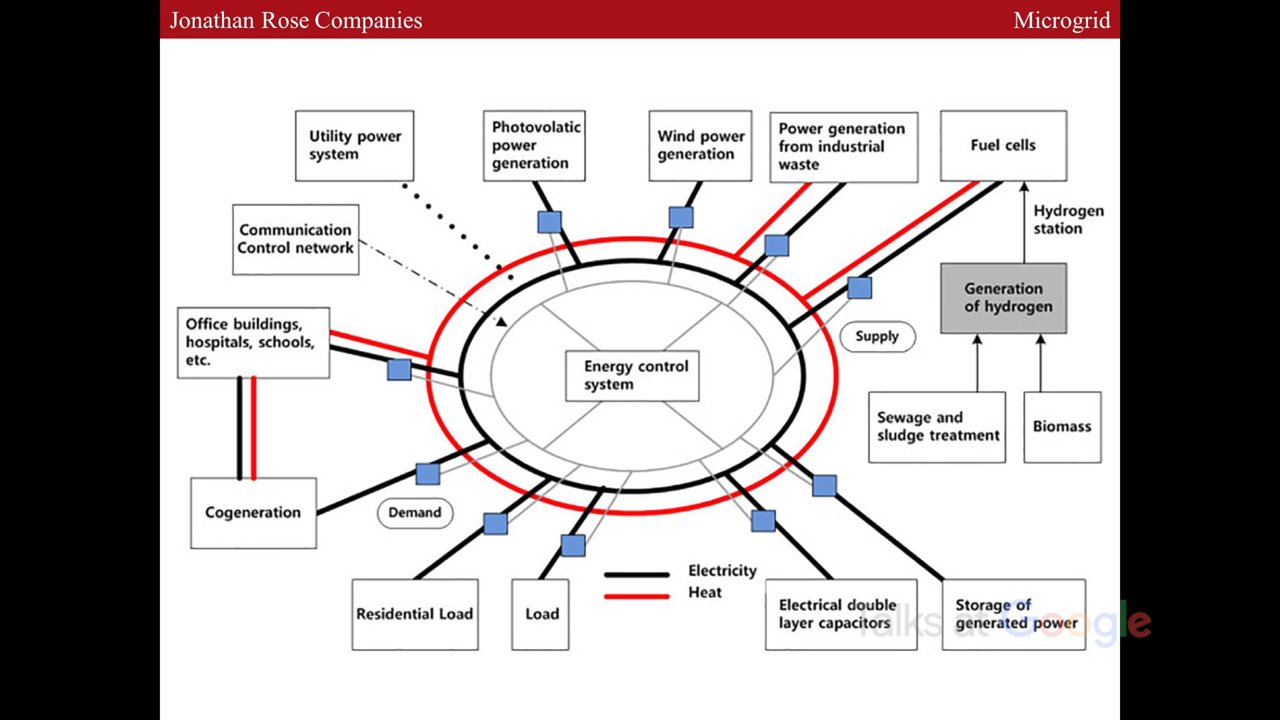 Jonathan Rose Companies
Microgrid
Utility power
system
Photovolatic
power
generation
Wind power
generation
Power generation
from industrial
waste
Fuel cells
Hydrogen
station
Communication
Control network
Generation
of hydrogen
Office buildings,
hospitals, schools,
etc.
Energy control
system
Supply
Sewage and
sludge treatment
Biomass
Cogeneration
Demand
Electricity
Heat
Residential Load
Load
Electrical double
layer capacitors
Storage of
generated power
Talks at Google